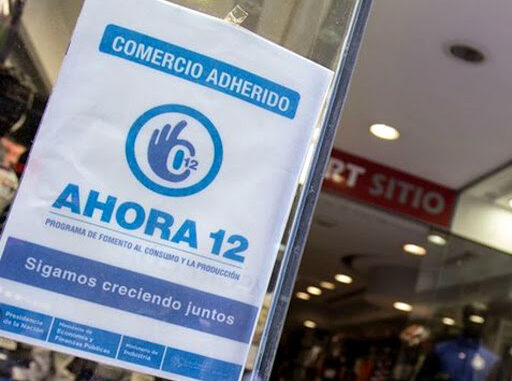 COMERCIO ADHERIDO
12
AHORA 12
PROGRAMA DE FOMENTO AL CONSUMO Y LA PRODUCCIÓN
Sigamos creciendo juntos
Presidencia
de la Nación
Ministerio de
Economía y
Finanzas Públicas
Ministerio de
Industria
RT SITIO